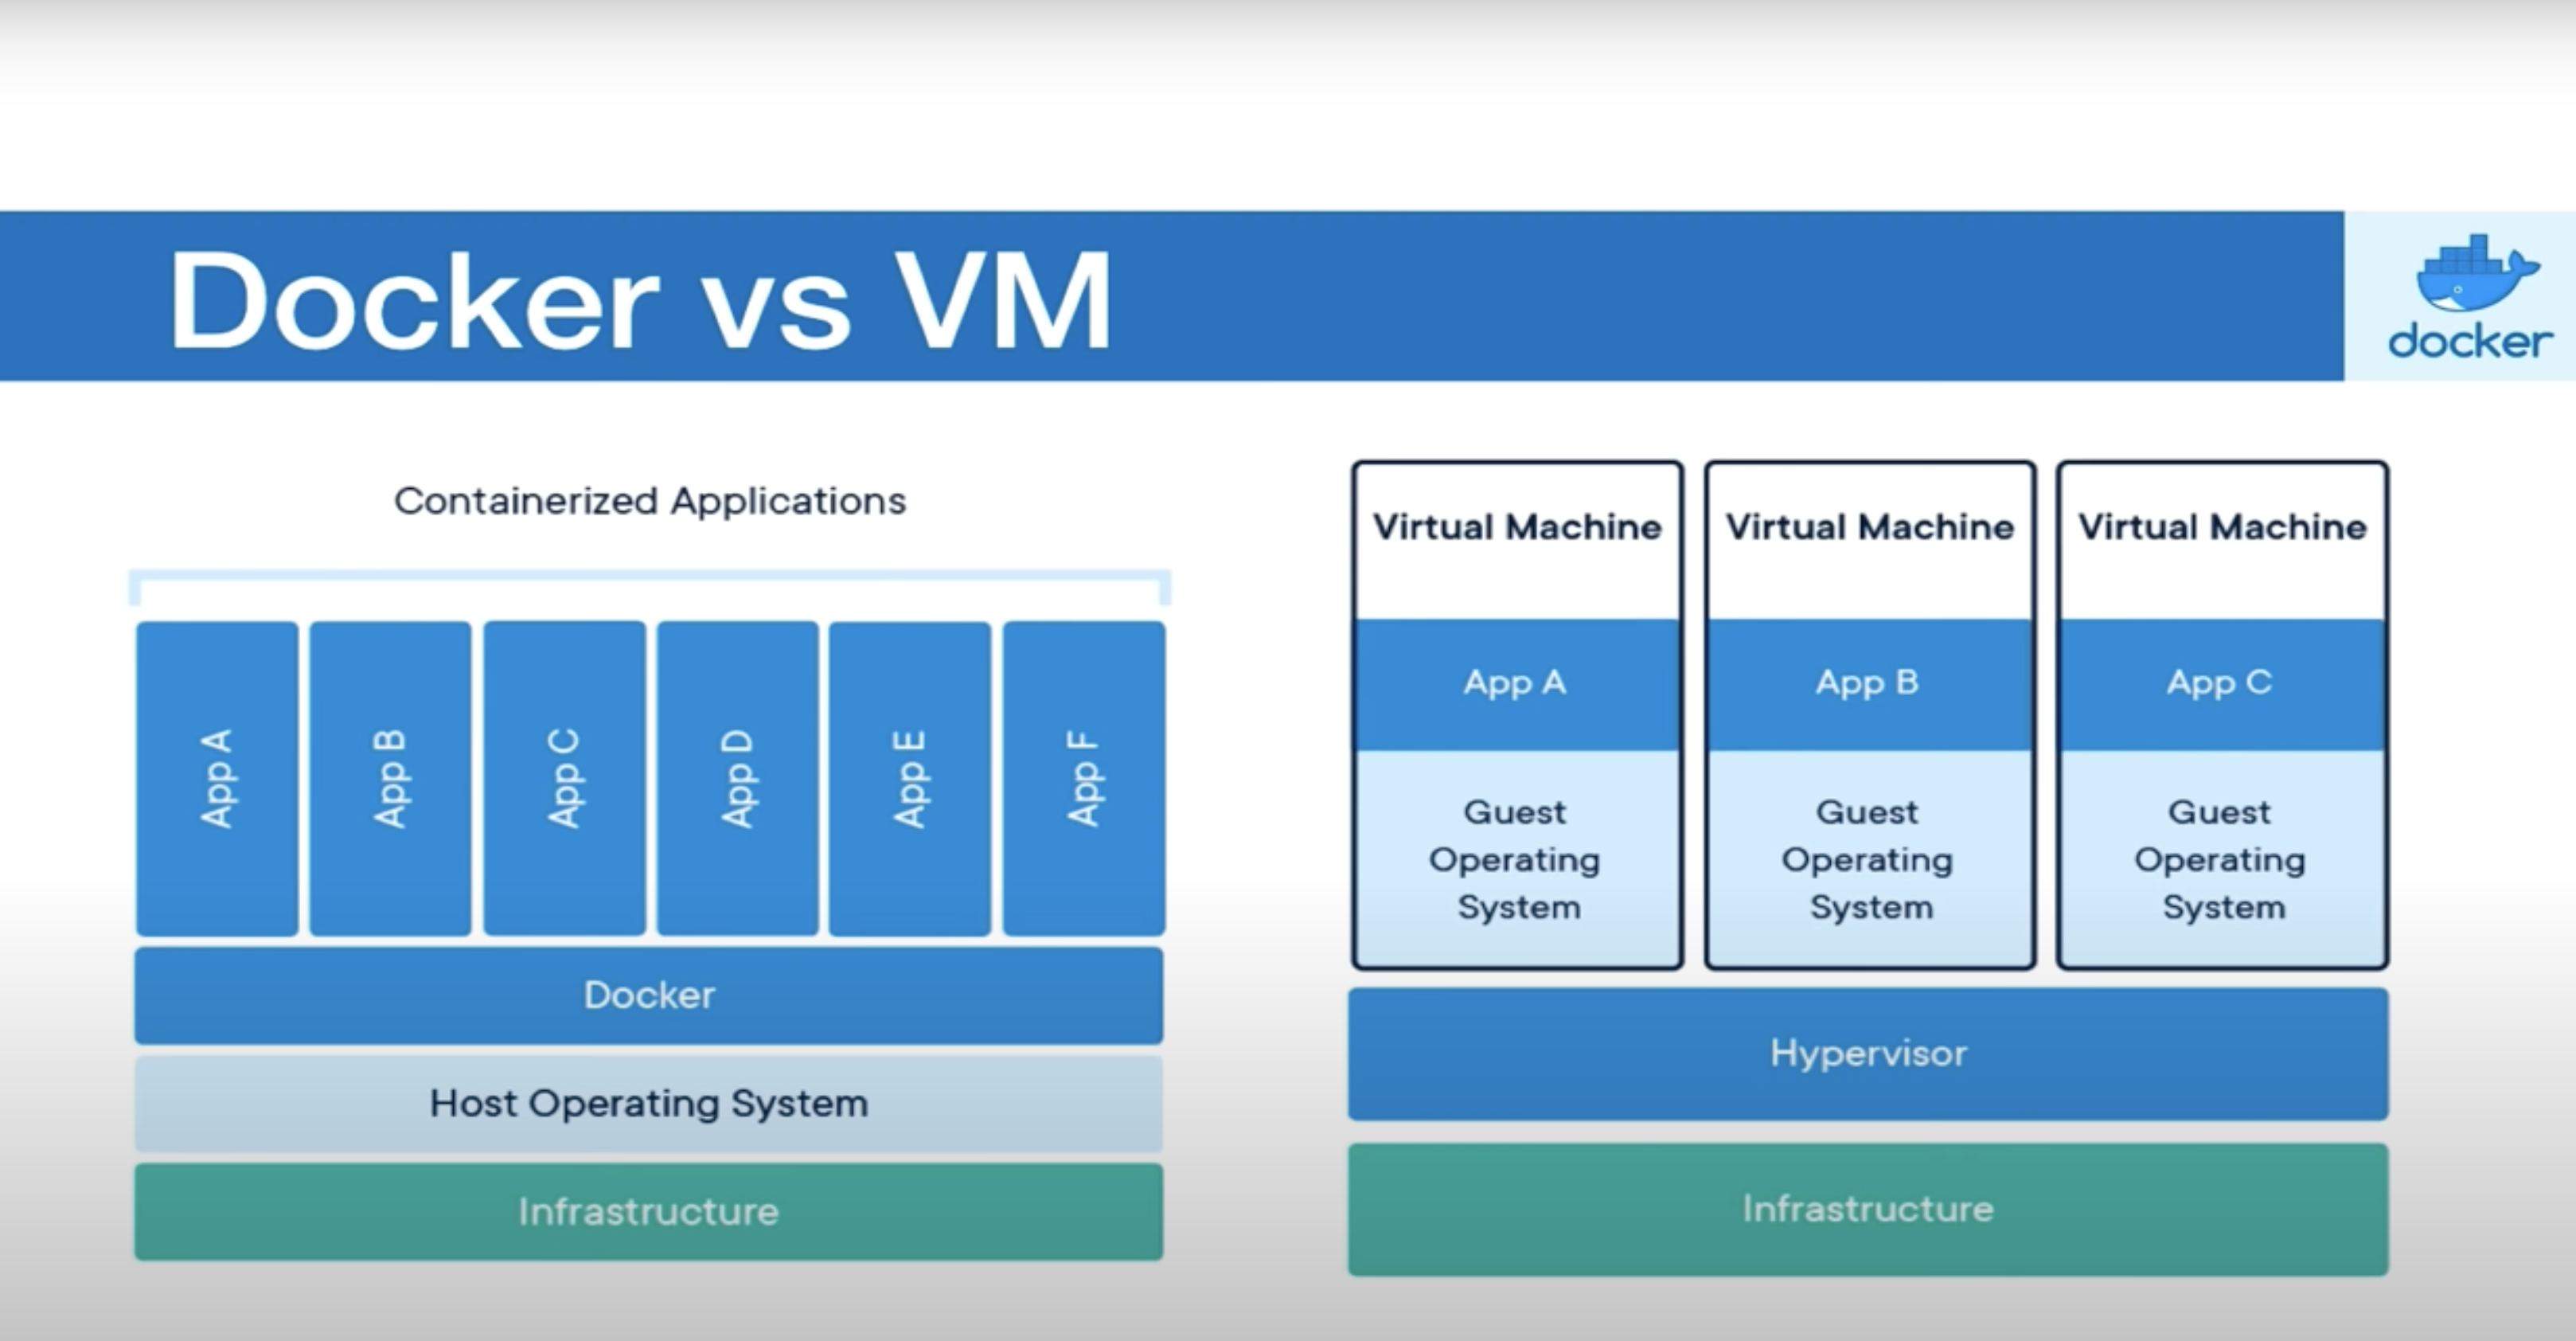 Docker vs VM
docker
Containerized Applications
App A
App B
App C
App D
App E
App F
Docker
Host Operating System
Infrastructure
Virtual Machine
App A
Guest
Operating
System
Virtual Machine
App B
Guest
Operating
System
Virtual Machine
App C
Guest
Operating
System
Hypervisor
Infrastructure